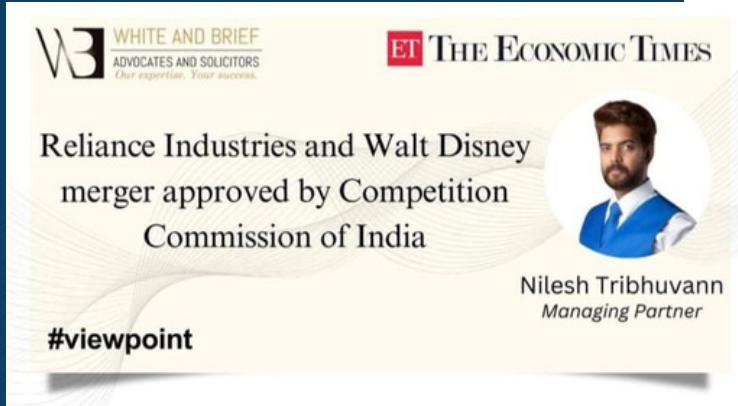 WB
WHITE AND BRIEF
ADVOCATES AND SOLICITORS
Our expertise. Your success.
ET THE ECONOMIC TIMES
Reliance Industries and Walt Disney
merger approved by Competition
Commission of India
Nilesh Tribhuvann
Managing Partner
#viewpoint